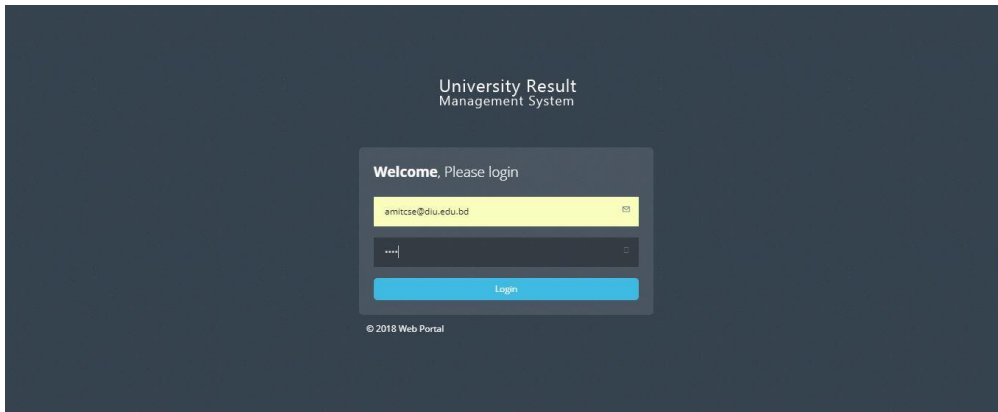 University Result
Management System
Welcome, Please login
amitcse@diu.edu.bd
••••
Login
© 2018 Web Portal